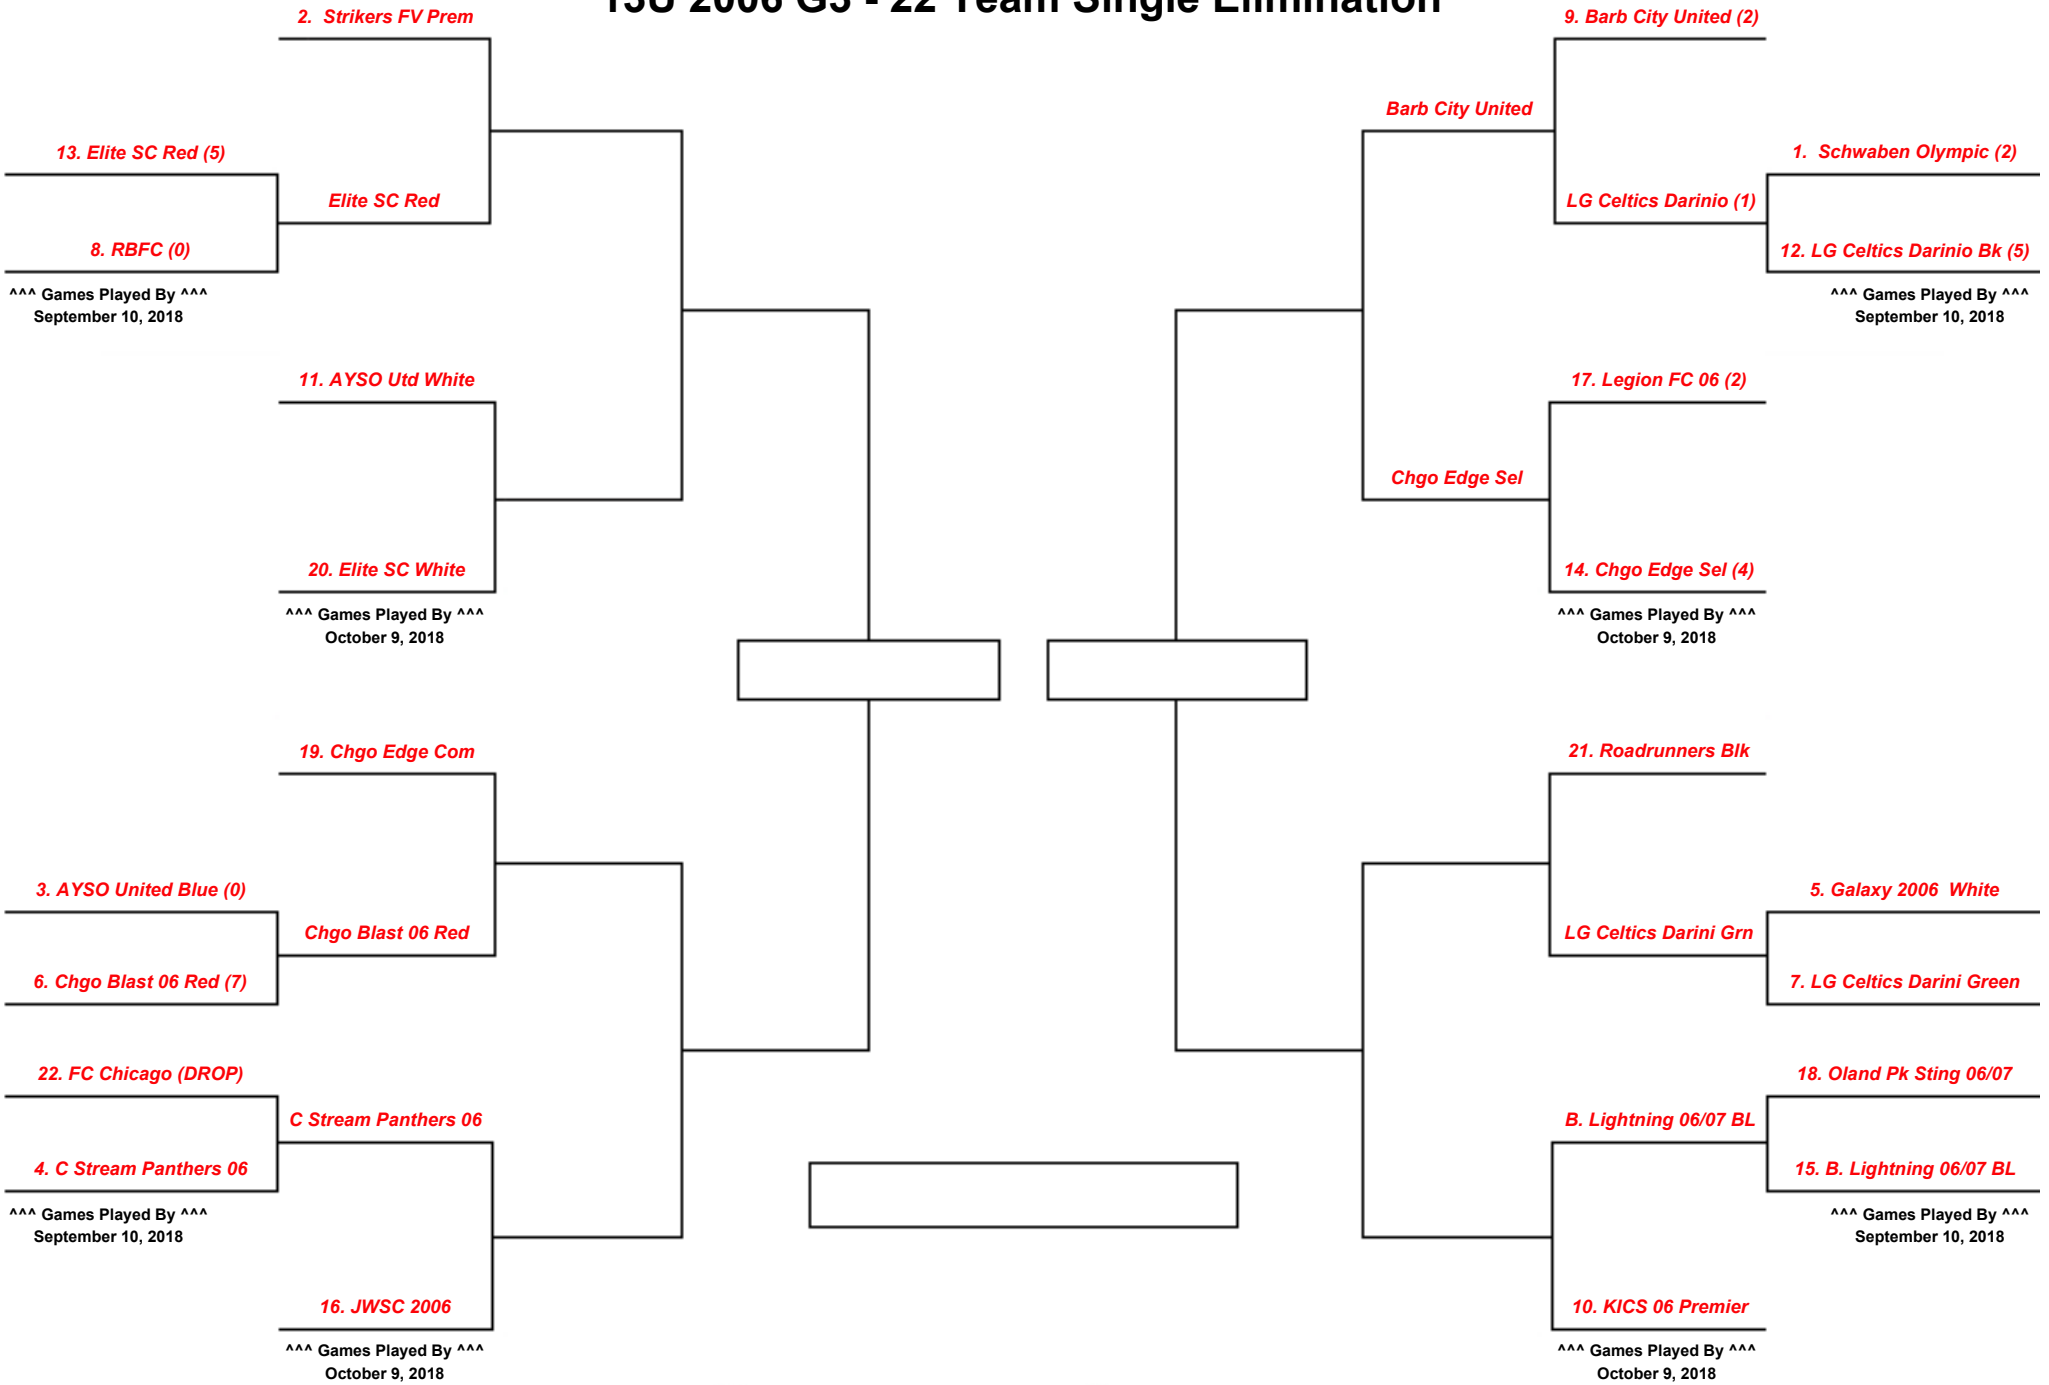 13U 2006 G3 - 22 Team Single Elimination
2. Strikers FV Prem
13. Elite SC Red (5)
Elite SC Red
8. RBFC (0)
^^^ Games Played By ^^^
September 10, 2018
11. AYSO Utd White
20. Elite SC White
^^^ Games Played By ^^^
October 9, 2018
19. Chgo Edge Com
3. AYSO United Blue (0)
Chgo Blast 06 Red
6. Chgo Blast 06 Red (7)
22. FC Chicago (DROP)
C Stream Panthers 06
4. C Stream Panthers 06
^^^ Games Played By ^^^
September 10, 2018
16. JWSC 2006
^^^ Games Played By ^^^
October 9, 2018
9. Barb City United (2)
Barb City United
1. Schwaben Olympic (2)
LG Celtics Darinio (1)
12. LG Celtics Darinio Bk (5)
^^^ Games Played By ^^^
September 10, 2018
17. Legion FC 06 (2)
Chgo Edge Sel
14. Chgo Edge Sel (4)
^^^ Games Played By ^^^
October 9, 2018
21. Roadrunners Blk
5. Galaxy 2006 White
LG Celtics Darini Grn
7. LG Celtics Darini Green
18. Oland Pk Sting 06/07
B. Lightning 06/07 BL
15. B. Lightning 06/07 BL
^^^ Games Played By ^^^
September 10, 2018
10. KICS 06 Premier
^^^ Games Played By ^^^
October 9, 2018